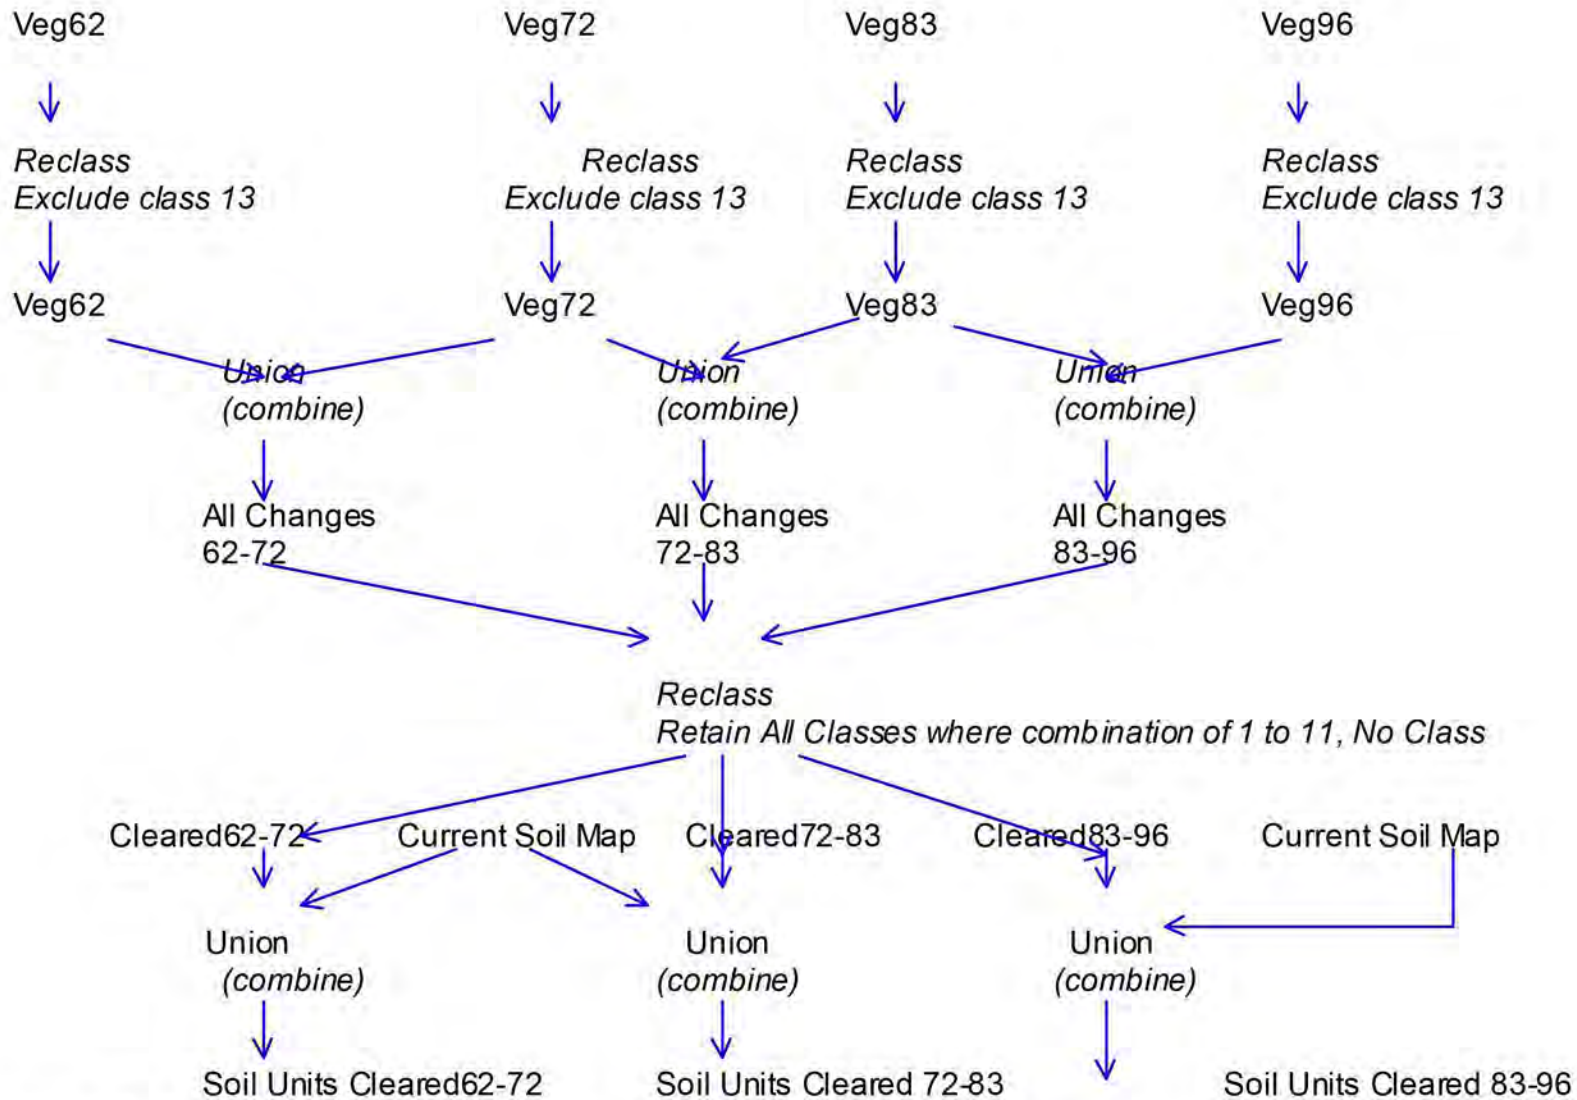 Veg62 Veg72 Veg83 Veg96
Reclass Reclass Reclass Reclass
Exclude class 13 Exclude class 13 Exclude class 13 Exclude class 13
Veg62 Veg72 Veg83 Veg96
Union Union Union
(combine) (combine) (combine)
All Changes All Changes All Changes
62-72 72-83 83-96
Reclass
Retain All Classes where combination of 1 to 11, No Class
Cleared62-72 Current Soil Map Cleared72-83 Cleared83-96 Current Soil Map
Union Union Union
(combine) (combine) (combine)
Soil Units Cleared62-72 Soil Units Cleared 72-83 Soil Units Cleared 83-96